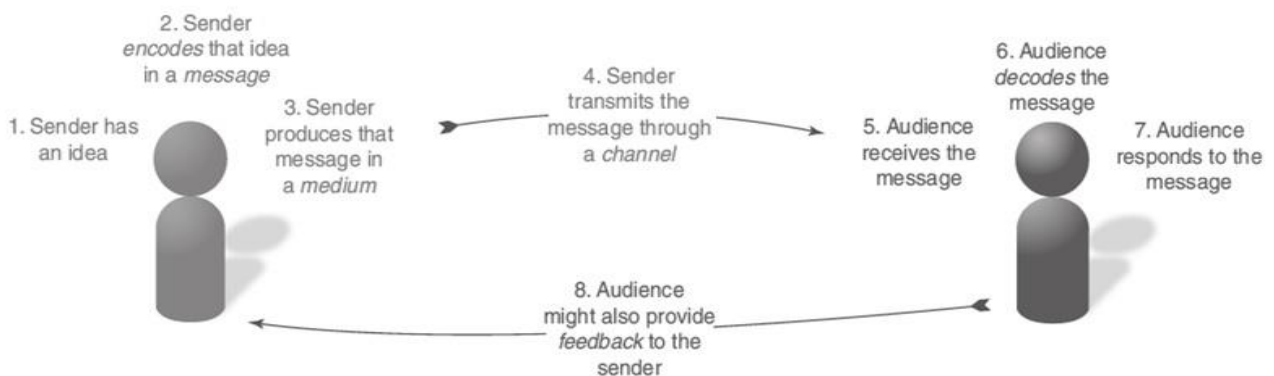 1. Sender has
an idea
2. Sender
encodes that idea
in a message
3. Sender
produces that
message in
a medium
4. Sender
transmits the
message through
a channel
5. Audience
receives the
message
6. Audience
decodes the
message
7. Audience
responds to the
message
8. Audience
might also provide
feedback to the
sender